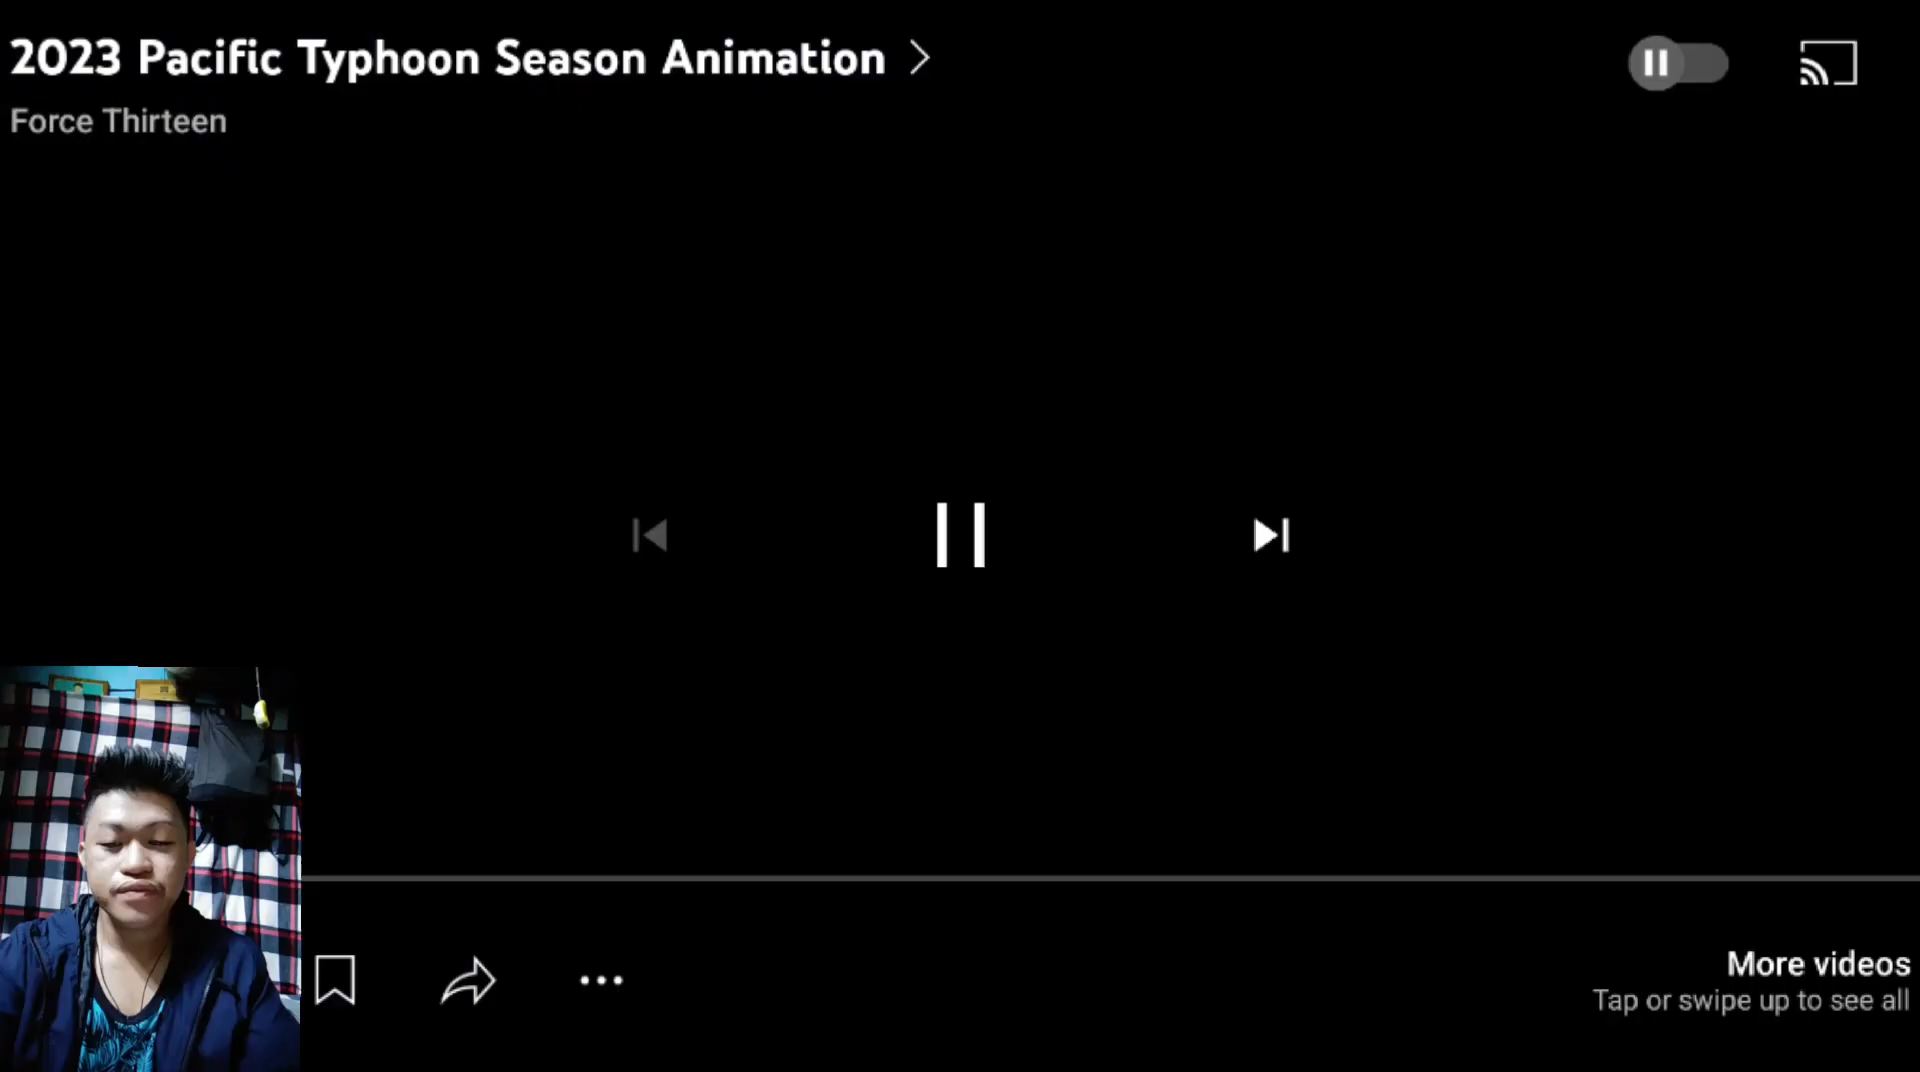 2023 Pacific Typhoon Season Animation
Force Thirteen
More videos
Tap or swipe up to see all